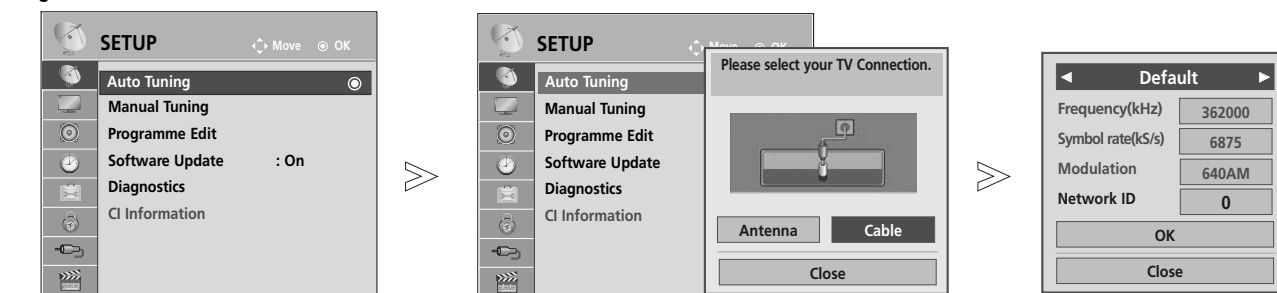 SETUP
Move OK
Auto Tuning
Manual Tuning
Programme Edit
Software Update : On
Diagnostics
CI Information
SETUP
Move OK
Auto Tuning
Manual Tuning
Programme Edit
Software Update
Diagnostics
CI Information
Please select your TV Connection.
Antenna Cable
Close
◄ Default ►
Frequency(kHz) 362000
Symbol rate(kS/s) 6875
Modulation 640AM
Network ID 0
OK
Close